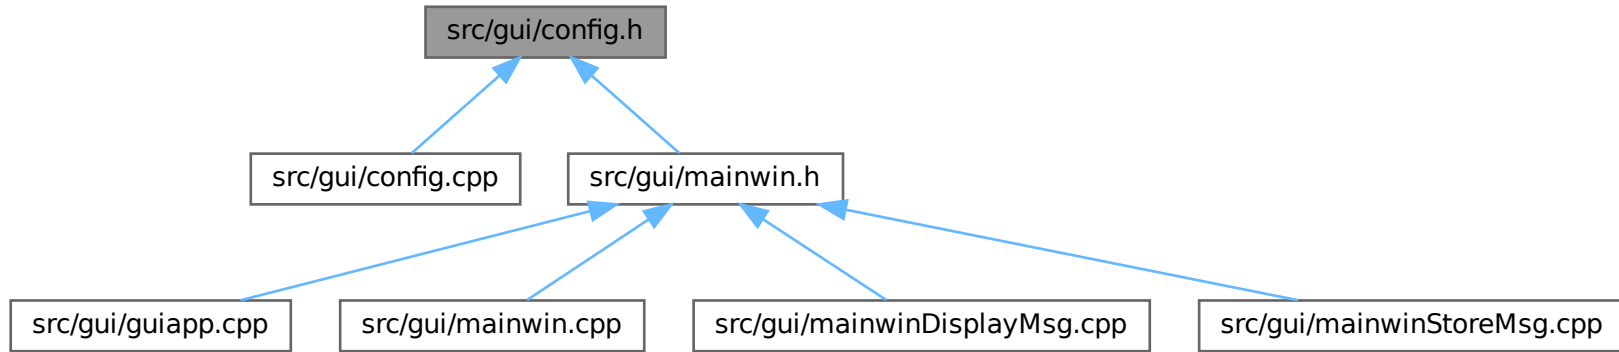 src/gui/config.h
src/gui/config.cpp
src/gui/mainwin.h
src/gui/guiapp.cpp
src/gui/mainwin.cpp
src/gui/mainwinDisplayMsg.cpp
src/gui/mainwinStoreMsg.cpp